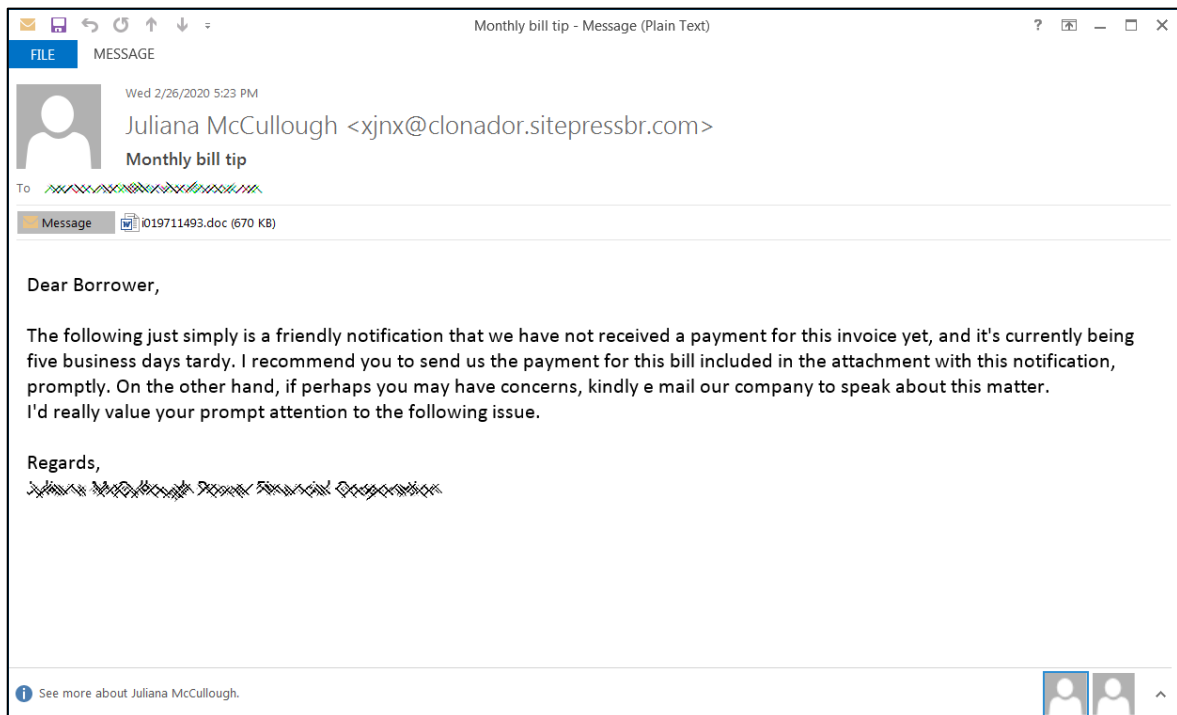 Monthly bill tip - Message (Plain Text)
?
FILE MESSAGE
Wed 2/26/2020 5:23 PM
Juliana McCullough <xjnx@clonador.sitepressbr.com>
Monthly bill tip
To
Message i019711493.doc (670 KB)
Dear Borrower,
The following just simply is a friendly notification that we have not received a payment for this invoice yet, and it's currently being
five business days tardy. I recommend you to send us the payment for this bill included in the attachment with this notification,
promptly. On the other hand, if perhaps you may have concerns, kindly e mail our company to speak about this matter.
I'd really value your prompt attention to the following issue.
Regards,
See more about Juliana McCullough.